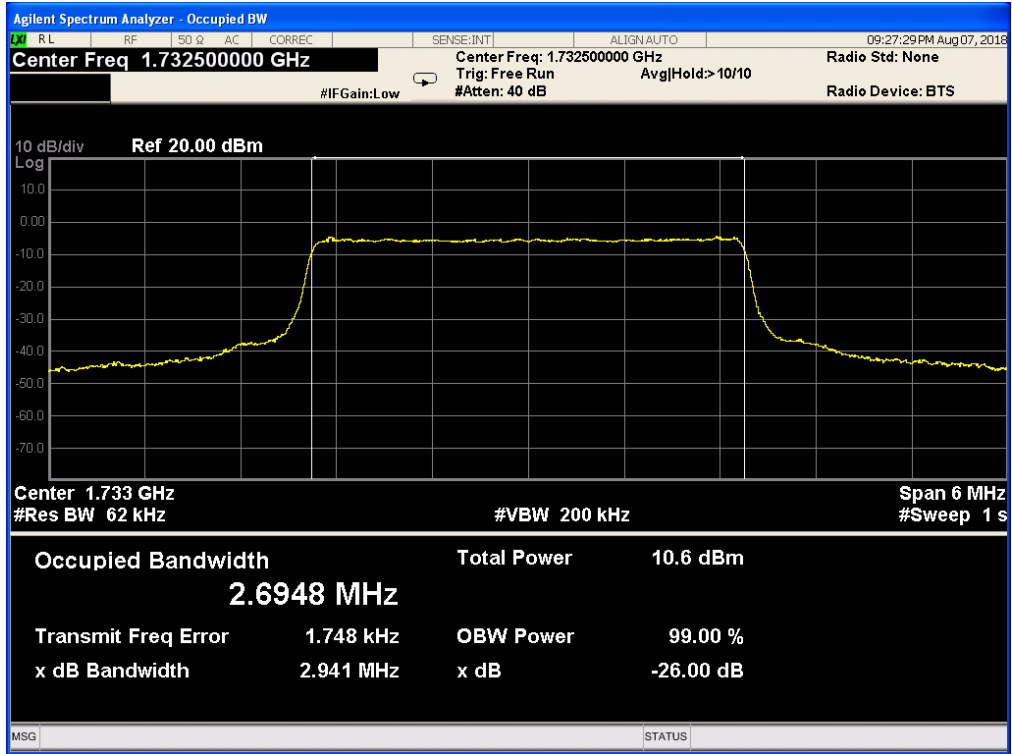 Agilent Spectrum Analyzer - Occupied BW
LXI RL RF 50 Ω AC CORREC SENSE:INT ALIGN AUTO 09:27:29 PM Aug 07, 2018
Center Freq 1.732500000 GHz
Center Freq: 1.732500000 GHz
Radio Std: None
Trig: Free Run Avg|Hold:> 10/10
#IFGain:Low #Atten: 40 dB Radio Device: BTS
10 dB/div Ref 20.00 dBm
Log
10.0
0.00
-10.0
-20.0
-30.0
-40.0
-50.0
-60.0
-70.0
Center 1.733 GHz Span 6 MHz
#Res BW 62 kHz #VBW 200 kHz #Sweep 1 s
Occupied Bandwidth Total Power 10.6 dBm
2.6948 MHz
Transmit Freq Error 1.748 kHz OBW Power 99.00 %
x dB Bandwidth 2.941 MHz x dB -26.00 dB
MSG STATUS